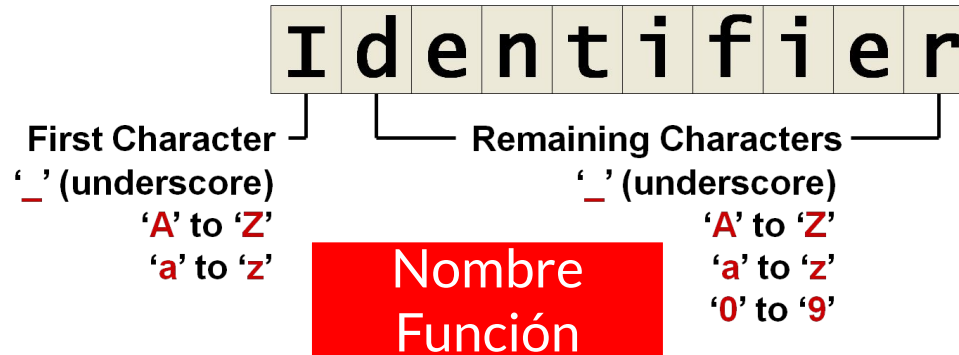 Identifier
First Character
‘_’ (underscore)
‘A’ to ‘Z’
‘a’ to ‘z’
Remaining Characters
‘_’ (underscore)
‘A’ to ‘Z’
‘a’ to ‘z’
‘0’ to ‘9’
Nombre
Función